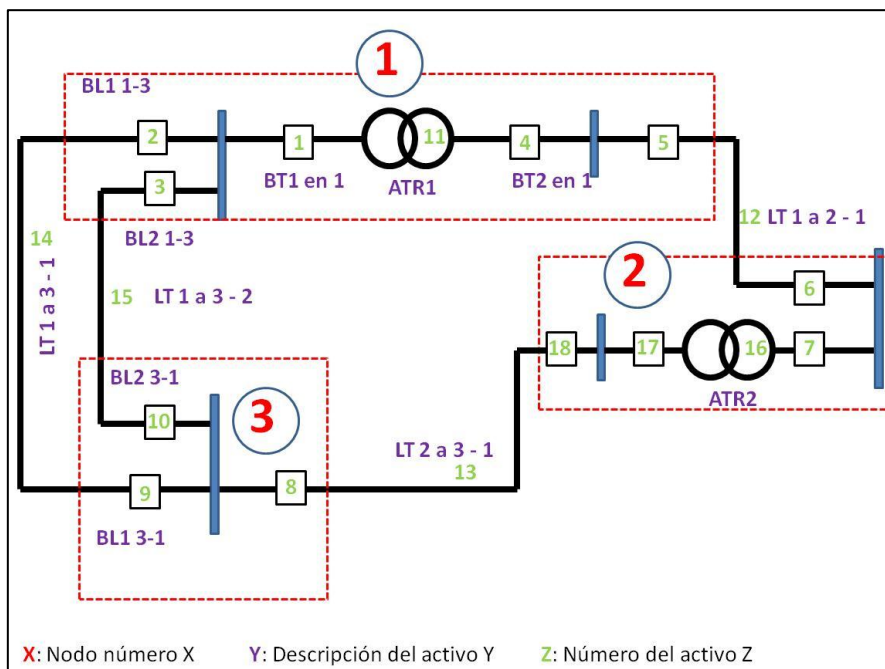 1
BL1 1-3
2
1
11
4
5
3
BT1 en 1
ATR1
BT2 en 1
BL2 1-3
14
LT 1 a 3 - 1
15 LT 1 a 3 - 2
12 LT 1 a 2 - 1
2
6
18
17
16
7
ATR2
BL2 3-1
10
3
LT 2 a 3 - 1
13
9
8
BL1 3-1
X: Nodo número X Y: Descripción del activo Y Z: Número del activo Z